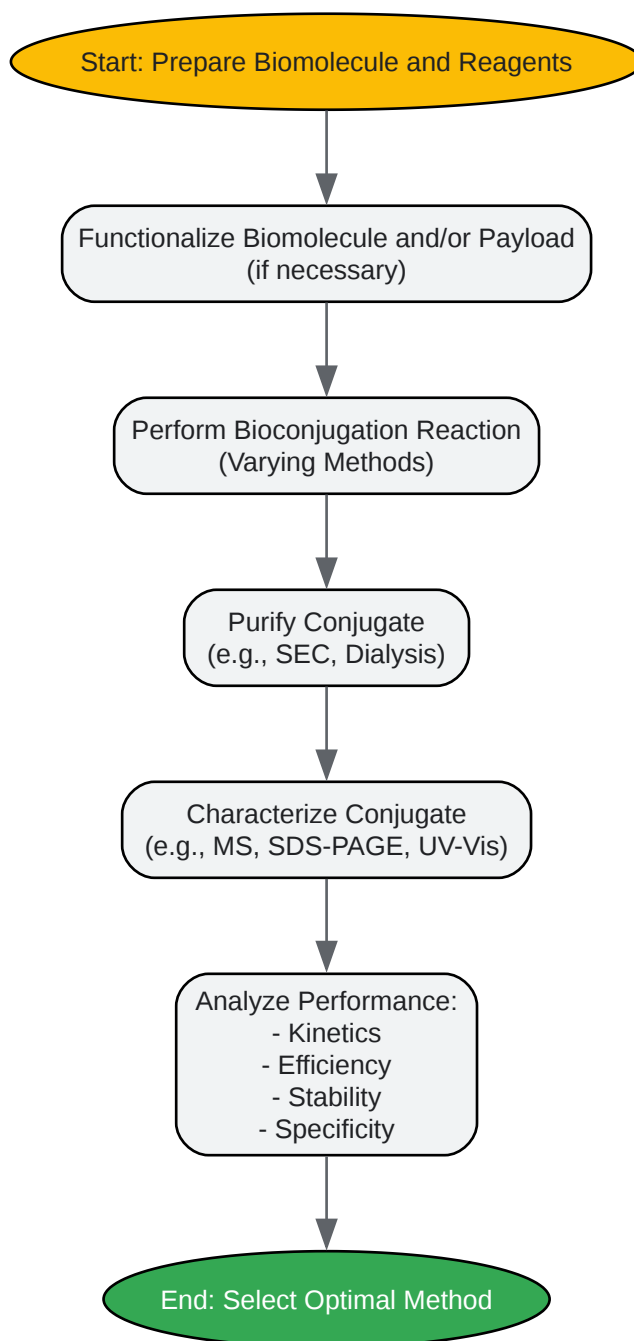 Start: Prepare Biomolecule and Reagents
Functionalize Biomolecule and/or Payload
(if necessary)
Perform Bioconjugation Reaction
(Varying Methods)
Purify Conjugate
(e.g., SEC, Dialysis)
Characterize Conjugate
(e.g., MS, SDS-PAGE, UV-Vis)
Analyze Performance:
- Kinetics
- Efficiency
- Stability
- Specificity
End: Select Optimal Method